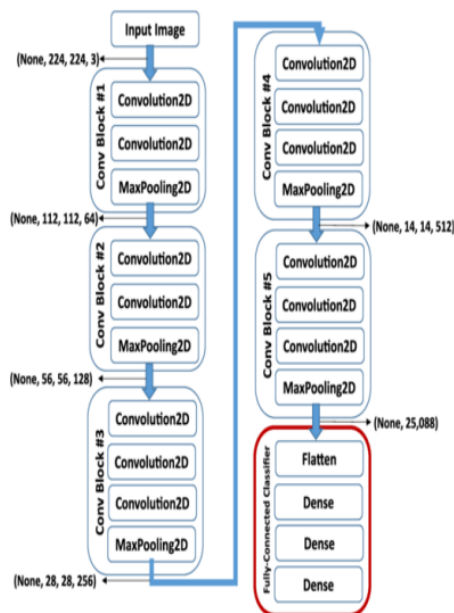 Input Image
(None, 224, 224, 3)
Conv Block #1
Convolution2D
Convolution2D
MaxPooling2D
(None, 112, 112, 64)
Conv Block #2
Convolution2D
Convolution2D
MaxPooling2D
(None, 56, 56, 128)
Conv Block #3
Convolution2D
Convolution2D
Convolution2D
MaxPooling2D
(None, 28, 28, 256)
Conv Block #4
Convolution2D
Convolution2D
Convolution2D
MaxPooling2D
(None, 14, 14, 512)
Conv Block #5
Convolution2D
Convolution2D
Convolution2D
MaxPooling2D
(None, 25,088)
Fully-Connected Classifier
Flatten
Dense
Dense
Dense